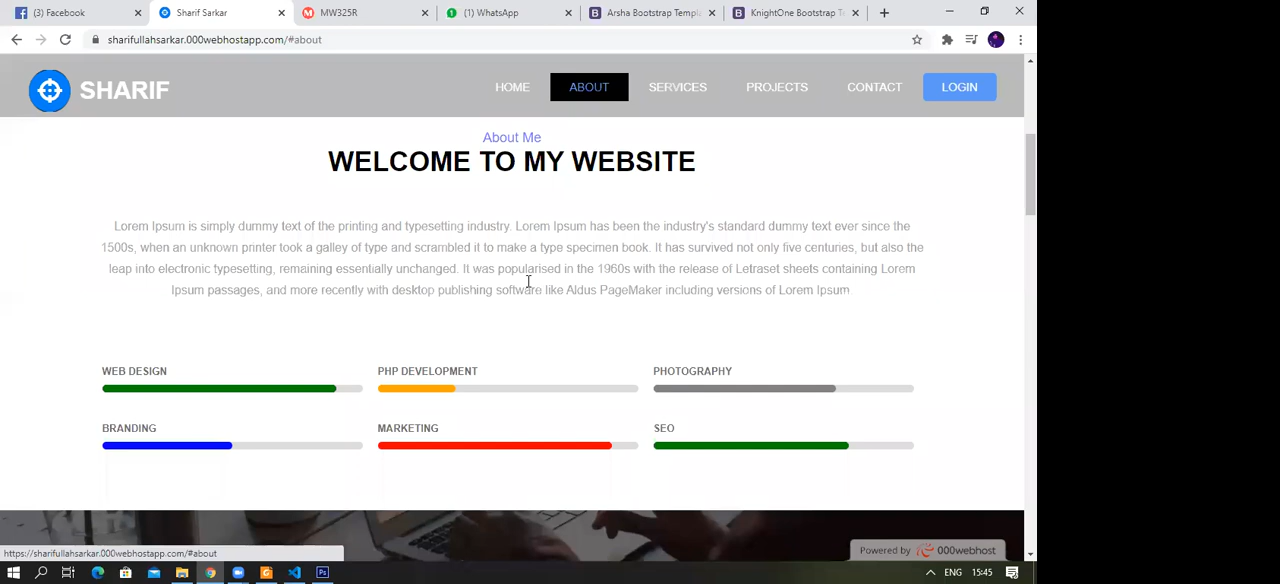 (3) Facebook
Sharif Sarkar
MW325R
(1) WhatsApp
Arsha Bootstrap Templa
KnightOne Bootstrap Te
sharifullahsarkar.000webhostapp.com/#about
SHARIF
HOME
ABOUT
SERVICES
PROJECTS
CONTACT
LOGIN
About Me
WELCOME TO MY WEBSITE
Lorem Ipsum is simply dummy text of the printing and typesetting industry. Lorem Ipsum has been the industry's standard dummy text ever since the
1500s, when an unknown printer took a galley of type and scrambled it to make a type specimen book. It has survived not only five centuries, but also the
leap into electronic typesetting, remaining essentially unchanged. It was popularised in the 1960s with the release of Letraset sheets containing Lorem
Ipsum passages, and more recently with desktop publishing software like Aldus PageMaker including versions of Lorem Ipsum.
WEB DESIGN
PHP DEVELOPMENT
PHOTOGRAPHY
BRANDING
MARKETING
SEO
https://sharifullahsarkar.000webhostapp.com/#about
Powered by 000webhost
ENG
15:45